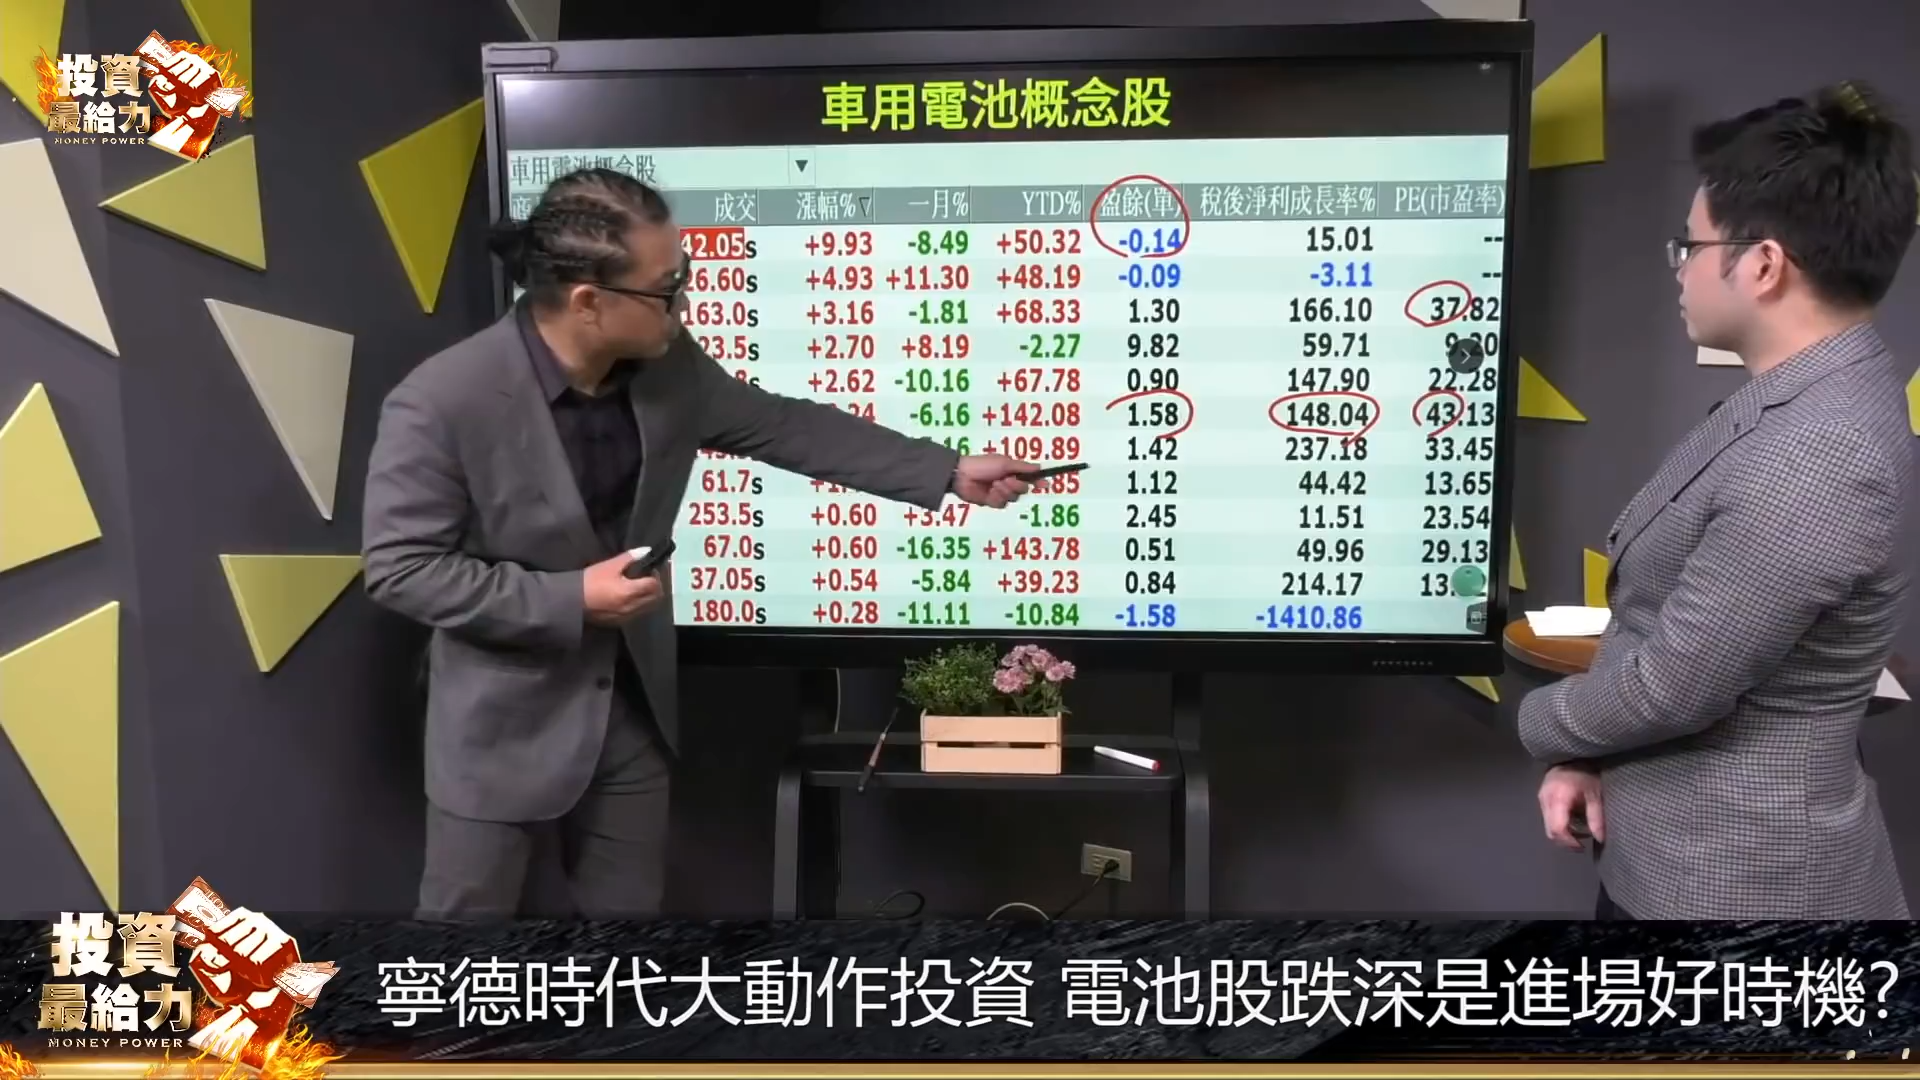 投資
最給力
MONEY POWER
車用電池概念股
車用電池概念股
成交 漲幅% 一月% YTD% 盈餘(單) 稅後淨利成長率% PE(市盈率)
42.05s +9.93 -8.49 +50.32 -0.14 15.01 --
26.60s +4.93 +11.30 +48.19 -0.09 -3.11 --
163.0s +3.16 -1.81 +68.33 1.30 166.10 37.82
23.5s +2.70 +8.19 -2.27 9.82 59.71
+2.62 -10.16 +67.78 0.90 147.90 22.28
-6.16 +142.08 1.58 148.04 43.13
+109.89 1.42 237.18 33.45
61.7s 1.12 44.42 13.65
253.5s +0.60 +3.47 -1.86 2.45 11.51 23.54
67.0s +0.60 -16.35 +143.78 0.51 49.96 29.13
37.05s +0.54 -5.84 +39.23 0.84 214.17
180.0s +0.28 -11.11 -10.84 -1.58 -1410.86
投資
最給力
MONEY POWER
寧德時代大動作投資 電池股跌深是進場好時機?